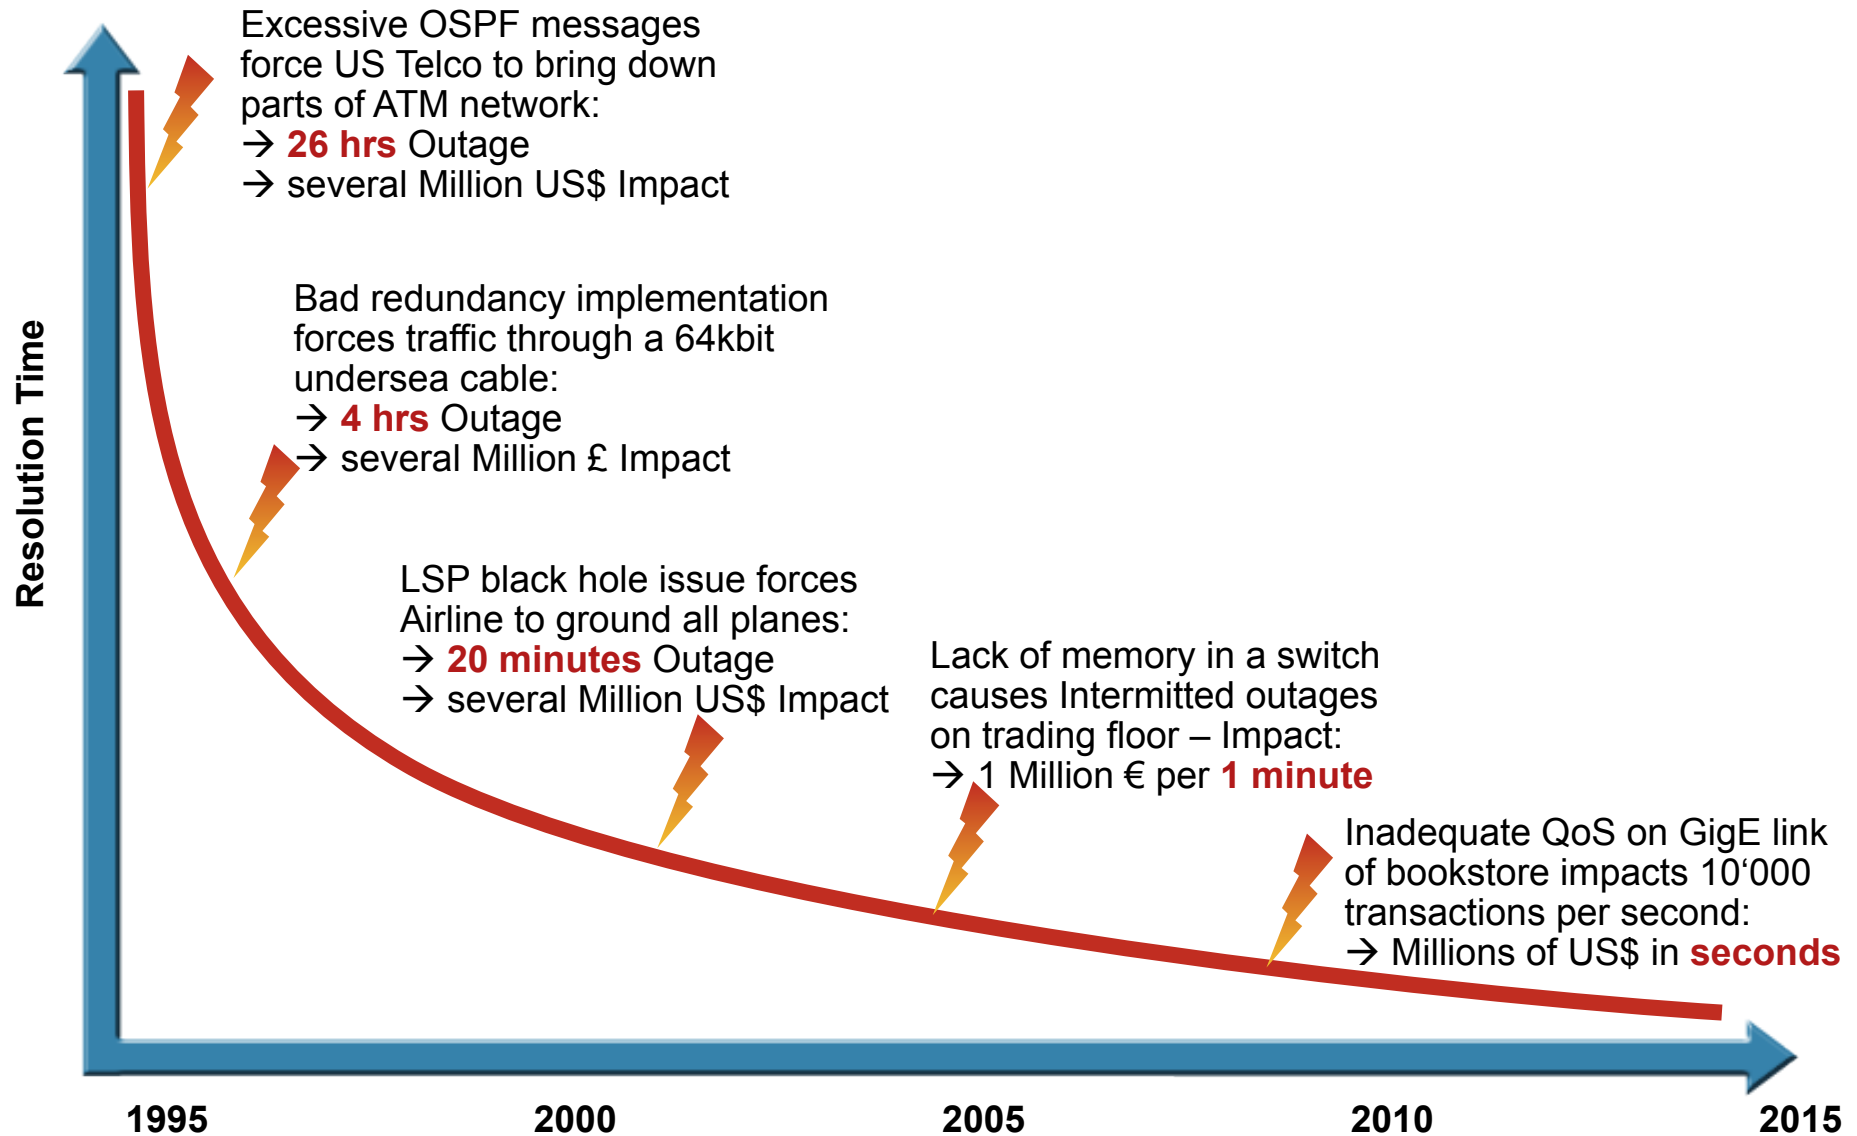 Excessive OSPF messages
force US Telco to bring down
parts of ATM network:
→ 26 hrs Outage
→ several Million US$ Impact
Bad redundancy implementation
forces traffic through a 64kbit
undersea cable:
→ 4 hrs Outage
→ several Million £ Impact
Resolution Time
LSP black hole issue forces
Airline to ground all planes:
→ 20 minutes Outage
→ several Million US$ Impact
Lack of memory in a switch
causes Intermitted outages
on trading floor – Impact:
→ 1 Million € per 1 minute
Inadequate QoS on GigE link
of bookstore impacts 10‘000
transactions per second:
→ Millions of US$ in seconds
1995 2000 2005 2010 2015